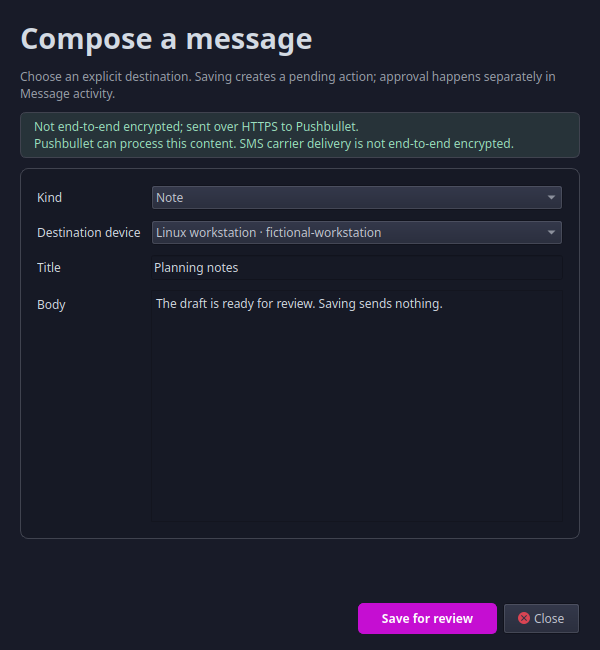 Compose a message
Choose an explicit destination. Saving creates a pending action; approval happens separately in
Message activity.
Not end-to-end encrypted; sent over HTTPS to Pushbullet.
Pushbullet can process this content. SMS carrier delivery is not end-to-end encrypted.
Kind Note
Destination device Linux workstation · fictional-workstation
Title Planning notes
Body The draft is ready for review. Saving sends nothing.
Save for review Close